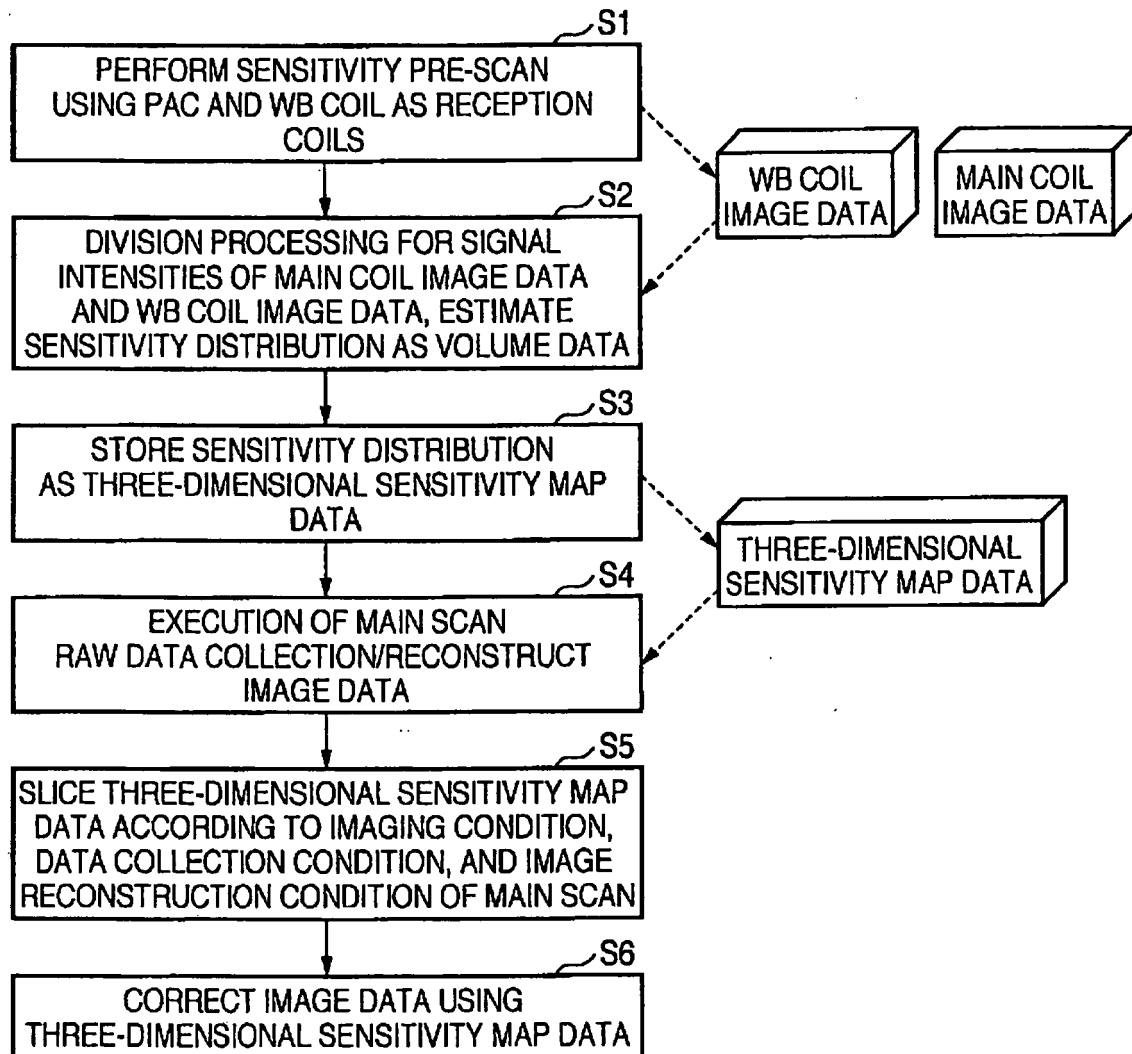 S1
PERFORM SENSITIVITY PRE-SCAN
USING PAC AND WB COIL AS RECEPTION
COILS
WB COIL
IMAGE DATA
MAIN COIL
IMAGE DATA
S2
DIVISION PROCESSING FOR SIGNAL
INTENSITIES OF MAIN COIL IMAGE DATA
AND WB COIL IMAGE DATA, ESTIMATE
SENSITIVITY DISTRIBUTION AS VOLUME DATA
S3
STORE SENSITIVITY DISTRIBUTION
AS THREE-DIMENSIONAL SENSITIVITY MAP
DATA
THREE-DIMENSIONAL
SENSITIVITY MAP DATA
S4
EXECUTION OF MAIN SCAN
RAW DATA COLLECTION/RECONSTRUCT
IMAGE DATA
S5
SLICE THREE-DIMENSIONAL SENSITIVITY MAP
DATA ACCORDING TO IMAGING CONDITION,
DATA COLLECTION CONDITION, AND IMAGE
RECONSTRUCTION CONDITION OF MAIN SCAN
S6
CORRECT IMAGE DATA USING
THREE-DIMENSIONAL SENSITIVITY MAP DATA